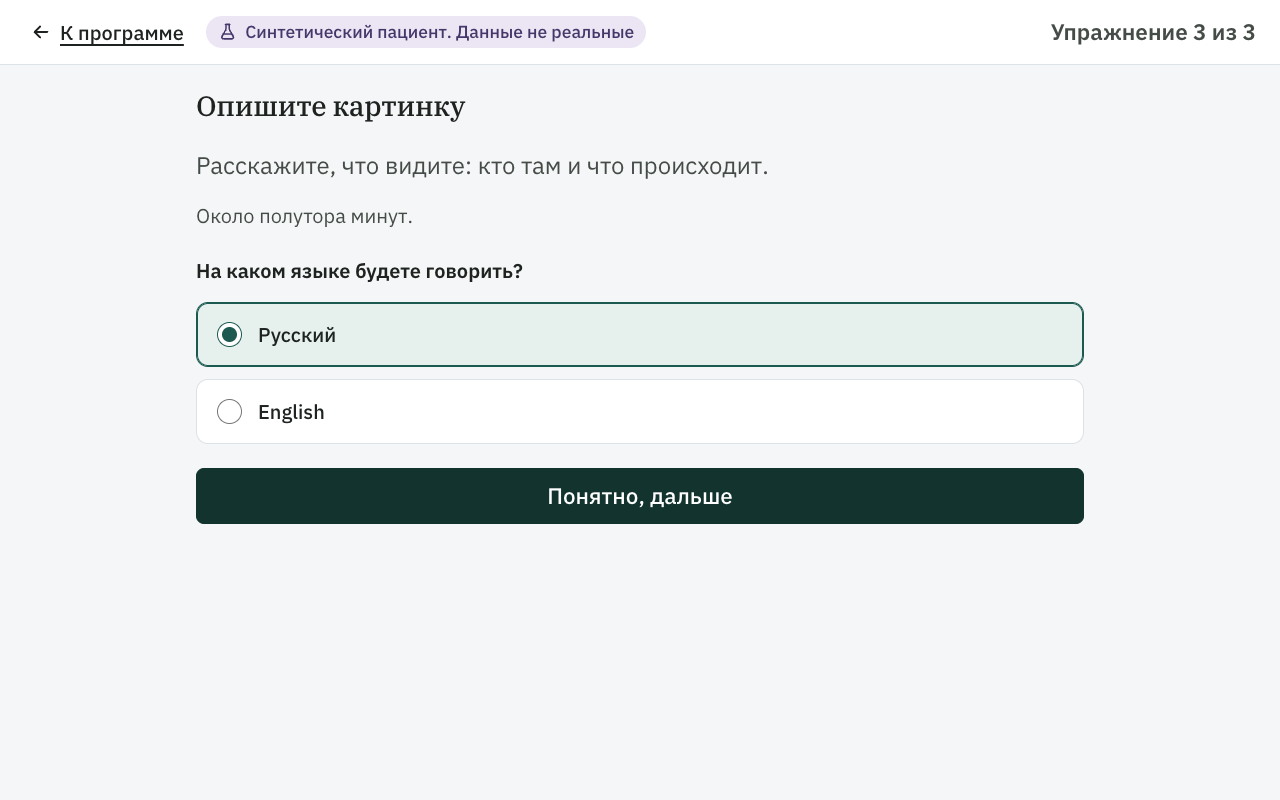 К программе
Синтетический пациент. Данные не реальные
Упражнение 3 из 3
Опишите картинку
Расскажите, что видите: кто там и что происходит.
Около полутора минут.
На каком языке будете говорить?
Русский
English
Понятно, дальше